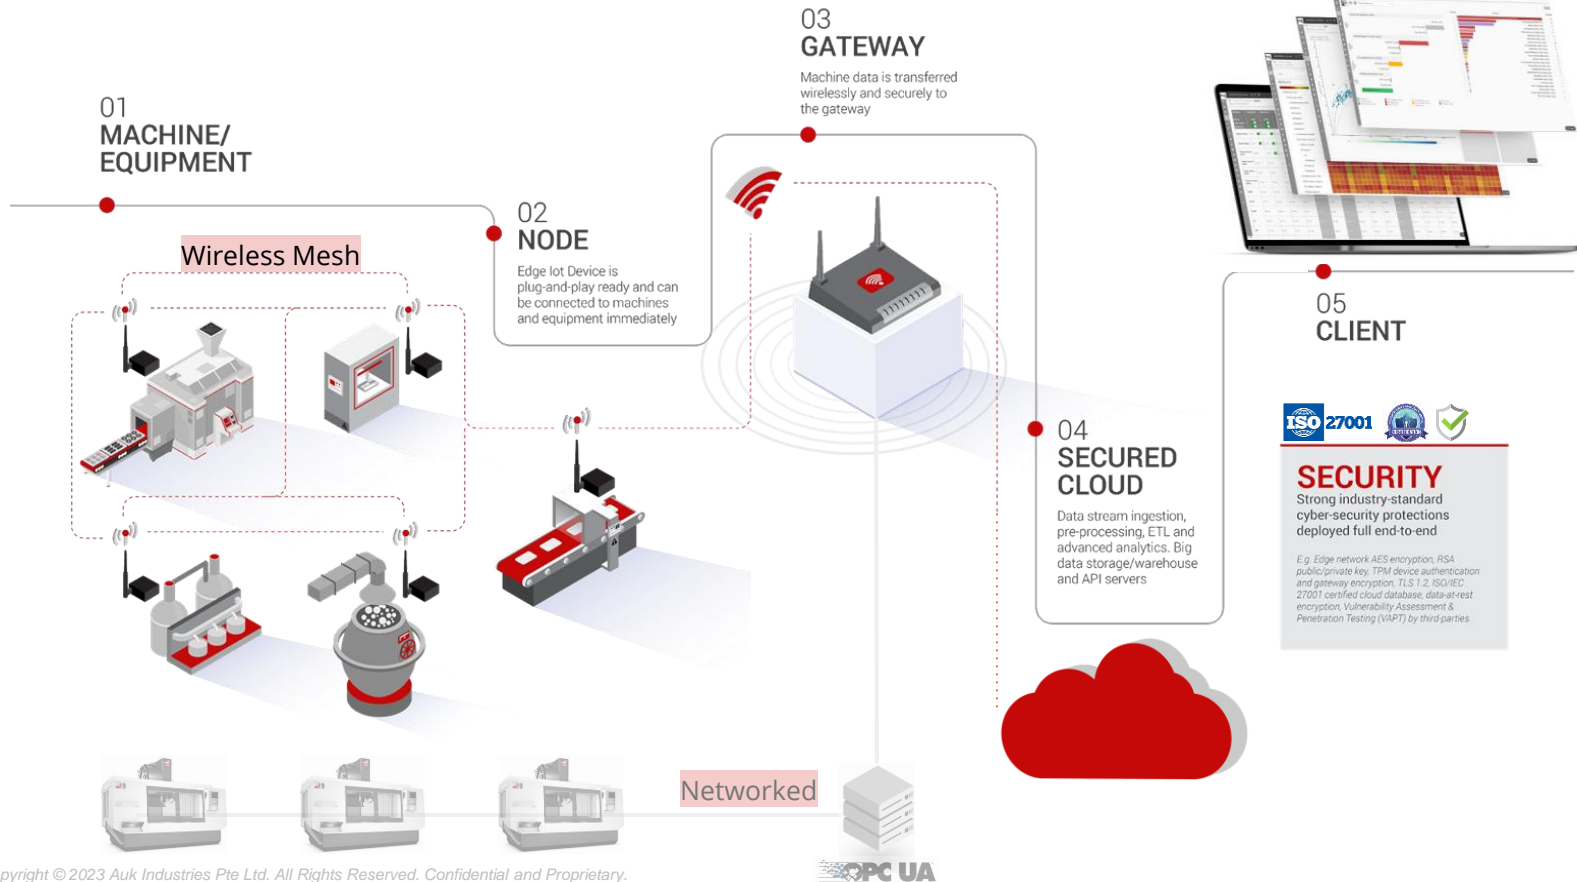 01
MACHINE/
EQUIPMENT
Wireless Mesh
02
NODE
Edge Iot Device is
plug-and-play ready and can
be connected to machines
and equipment immediately
03
GATEWAY
Machine data is transferred
wirelessly and securely to
the gateway
04
SECURED
CLOUD
Data stream ingestion,
pre-processing, ETL and
advanced analytics. Big
data storage/warehouse
and API servers
05
CLIENT
ISO 27001
SECURITY
Strong industry-standard
cyber-security protections
deployed full end-to-end
E.g. Edge network AES encryption, RSA
public/private key, TPM device authentication
and gateway encryption, TLS 1.2, ISO/IEC
27001 certified cloud database, data-at-rest
encryption, Vulnerability Assessment &
Penetration Testing (VAPT) by third-parties.
Networked
OPC UA
pyright © 2023 Auk Industries Pte Ltd. All Rights Reserved. Confidential and Proprietary.